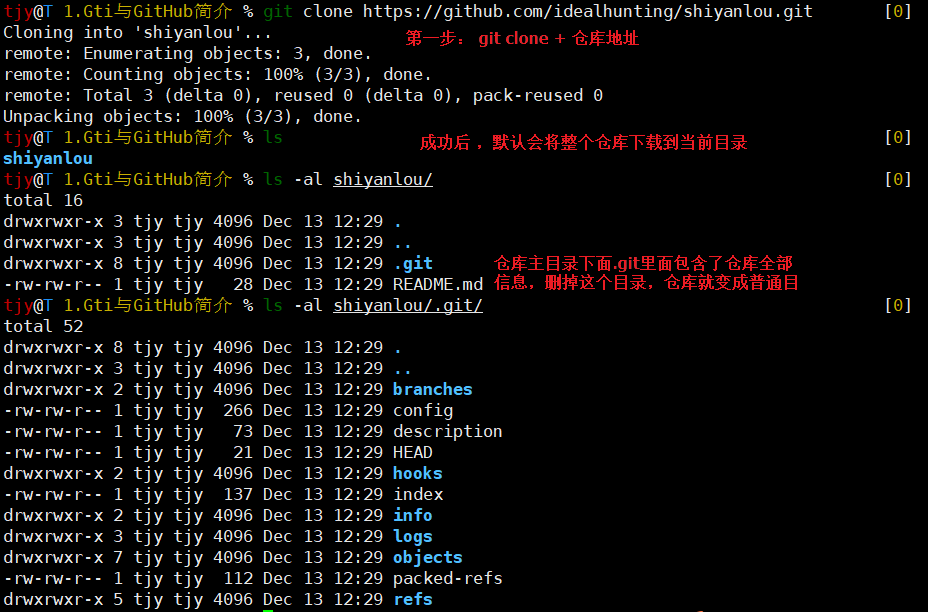 tjy@T 1.Gti与GitHub简介 % git clone https://github.com/idealhunting/shiyanlou.git [0]
Cloning into 'shiyanlou'...
第一步： git clone + 仓库地址
remote: Enumerating objects: 3, done.
remote: Counting objects: 100% (3/3), done.
remote: Total 3 (delta 0), reused 0 (delta 0), pack-reused 0
Unpacking objects: 100% (3/3), done.
tjy@T 1.Gti与GitHub简介 % ls [0]
成功后 ，默认会将整个仓库下载到当前目录
shiyanlou
tjy@T 1.Gti与GitHub简介 % ls -al shiyanlou/ [0]
total 16
drwxrwxr-x 3 tjy tjy 4096 Dec 13 12:29 .
drwxrwxr-x 3 tjy tjy 4096 Dec 13 12:29 ..
drwxrwxr-x 8 tjy tjy 4096 Dec 13 12:29 .git
-rw-rw-r-- 1 tjy tjy   28 Dec 13 12:29 README.md
仓库主目录下面.git里面包含了仓库全部
信息，删掉这个目录，仓库就变成普通目
tjy@T 1.Gti与GitHub简介 % ls -al shiyanlou/.git/ [0]
total 52
drwxrwxr-x 8 tjy tjy 4096 Dec 13 12:29 .
drwxrwxr-x 3 tjy tjy 4096 Dec 13 12:29 ..
drwxrwxr-x 2 tjy tjy 4096 Dec 13 12:29 branches
-rw-rw-r-- 1 tjy tjy  266 Dec 13 12:29 config
-rw-rw-r-- 1 tjy tjy   73 Dec 13 12:29 description
-rw-rw-r-- 1 tjy tjy   21 Dec 13 12:29 HEAD
drwxrwxr-x 2 tjy tjy 4096 Dec 13 12:29 hooks
-rw-rw-r-- 1 tjy tjy  137 Dec 13 12:29 index
drwxrwxr-x 2 tjy tjy 4096 Dec 13 12:29 info
drwxrwxr-x 3 tjy tjy 4096 Dec 13 12:29 logs
drwxrwxr-x 7 tjy tjy 4096 Dec 13 12:29 objects
-rw-rw-r-- 1 tjy tjy  112 Dec 13 12:29 packed-refs
drwxrwxr-x 5 tjy tjy 4096 Dec 13 12:29 refs